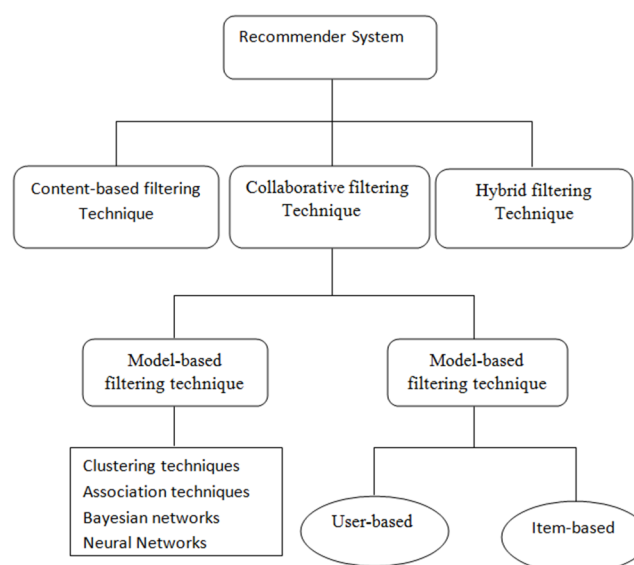 Recommender System
Content-based filtering
Technique
Collaborative filtering
Technique
Hybrid filtering
Technique
Model-based
filtering technique
Model-based
filtering technique
Clustering techniques
Association techniques
Bayesian networks
Neural Networks
User-based
Item-based